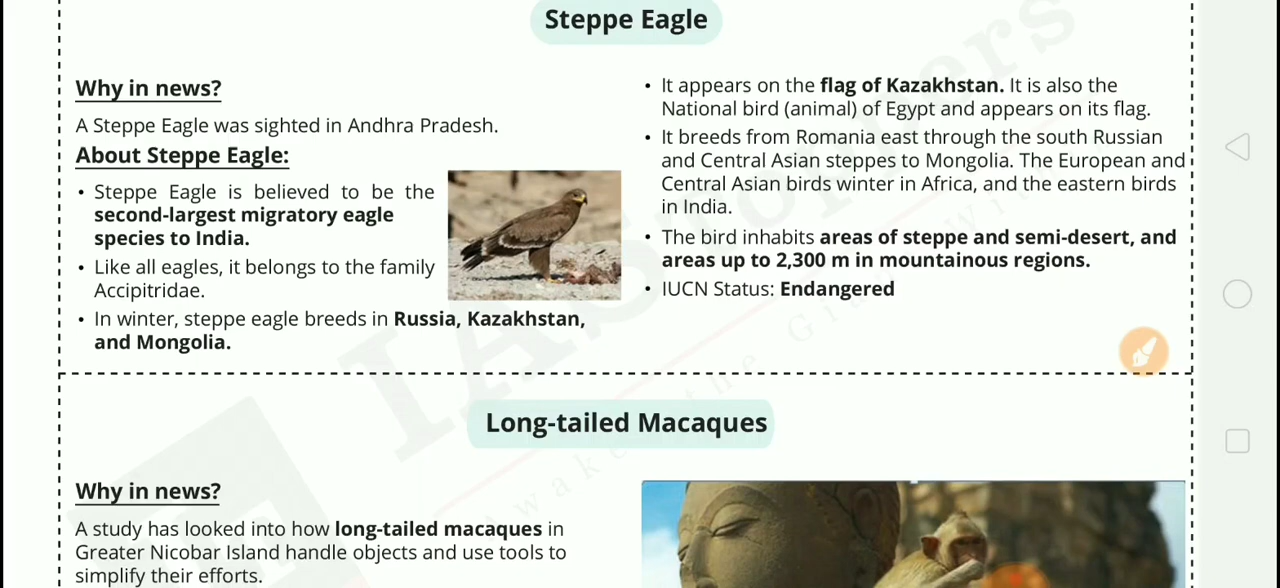 Steppe Eagle
Why in news?
A Steppe Eagle was sighted in Andhra Pradesh.
About Steppe Eagle:
• Steppe Eagle is believed to be the
second-largest migratory eagle
species to India.
• Like all eagles, it belongs to the family
Accipitridae.
• In winter, steppe eagle breeds in Russia, Kazakhstan,
and Mongolia.
• It appears on the flag of Kazakhstan. It is also the
National bird (animal) of Egypt and appears on its flag.
• It breeds from Romania east through the south Russian
and Central Asian steppes to Mongolia. The European and
Central Asian birds winter in Africa, and the eastern birds
in India.
• The bird inhabits areas of steppe and semi-desert, and
areas up to 2,300 m in mountainous regions.
• IUCN Status: Endangered
Long-tailed Macaques
Why in news?
A study has looked into how long-tailed macaques in
Greater Nicobar Island handle objects and use tools to
simplify their efforts.